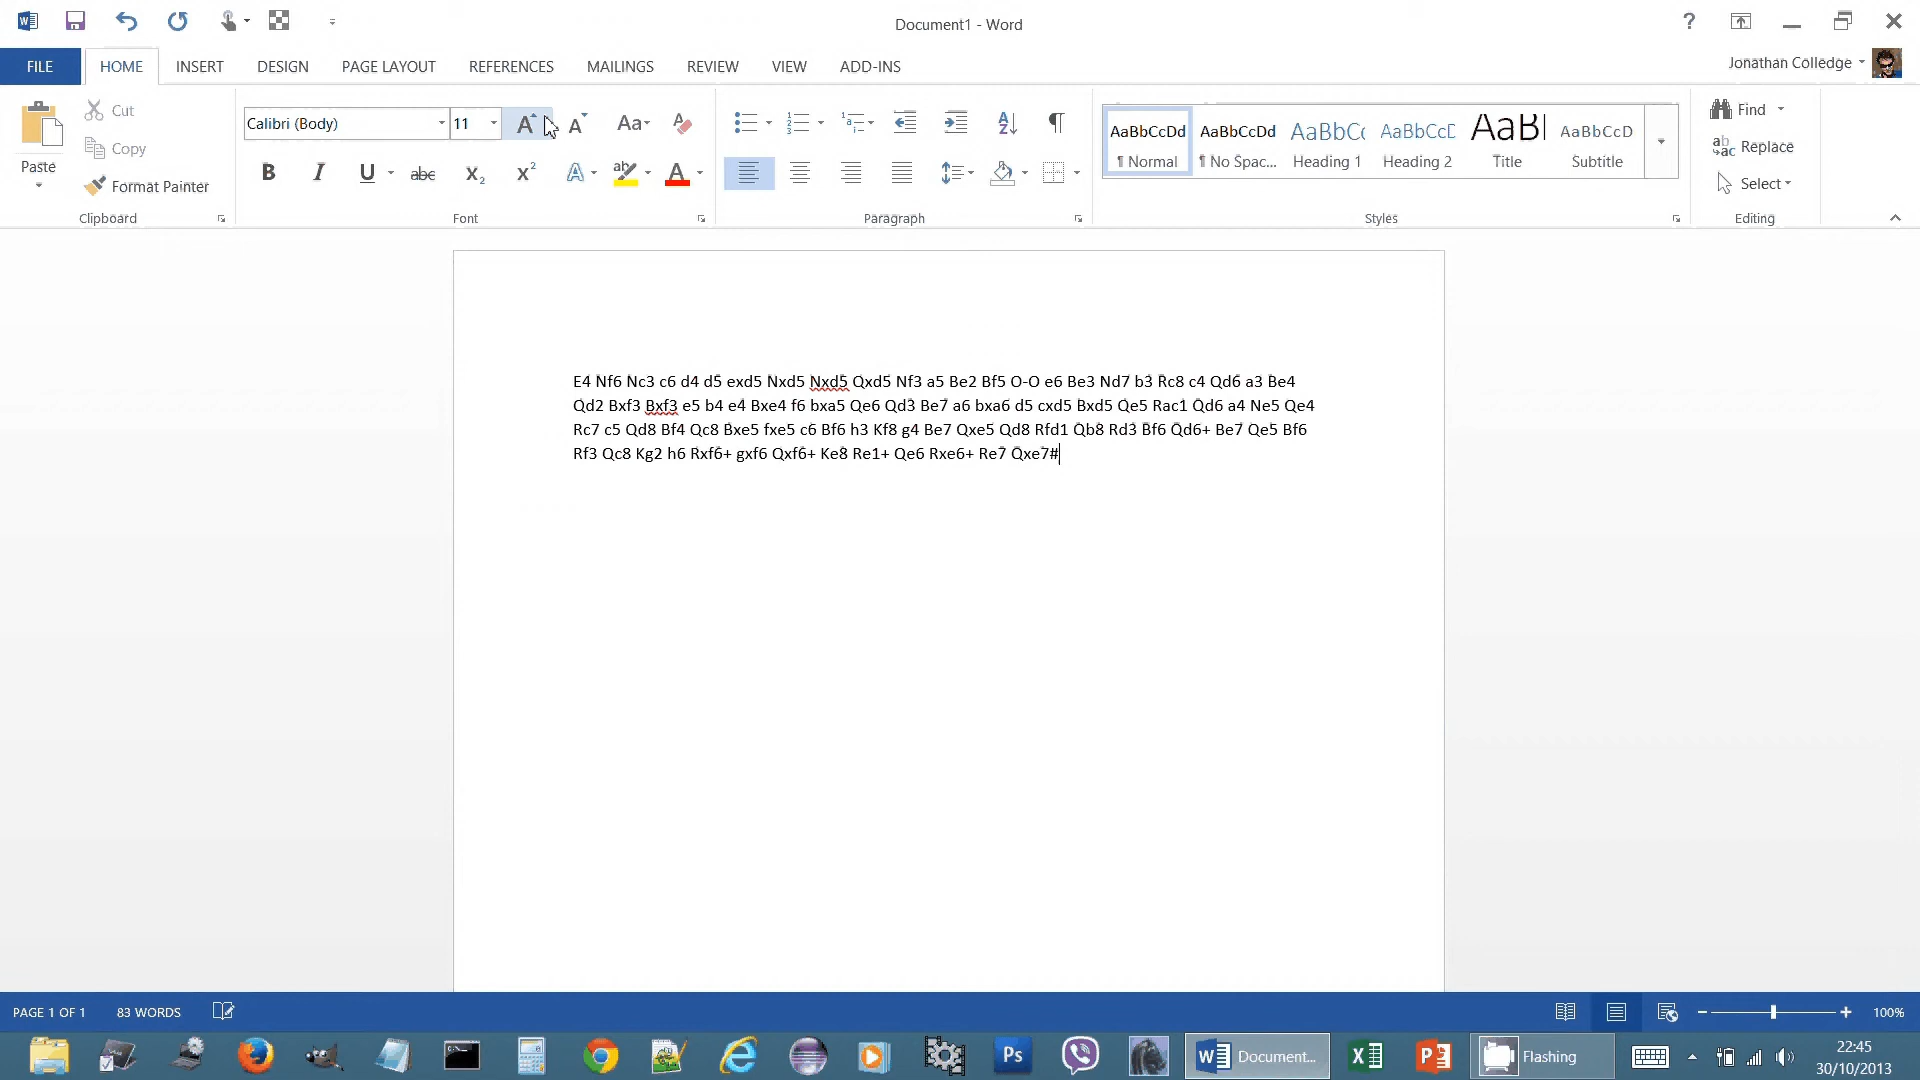 Document1 - Word
?
FILE HOME INSERT DESIGN PAGE LAYOUT REFERENCES MAILINGS REVIEW VIEW ADD-INS
Jonathan Colledge
Paste
Cut
Copy
Format Painter
Clipboard
Calibri (Body) 11
Aa
B I U abc X₂ X²
Font
Paragraph
AaBbCcDd AaBbCcDd AaBbCc AaBbCcD AaBl AaBbCcD
¶ Normal ¶ No Spac... Heading 1 Heading 2 Title Subtitle
Styles
Find
Replace
Select
Editing
E4 Nf6 Nc3 c6 d4 d5 exd5 Nxd5 Nxd5 Qxd5 Nf3 a5 Be2 Bf5 O-O e6 Be3 Nd7 b3 Rc8 c4 Qd6 a3 Be4
Qd2 Bxf3 Bxf3 e5 b4 e4 Bxe4 f6 bxa5 Qe6 Qd3 Be7 a6 bxa6 d5 cxd5 Bxd5 Qe5 Rac1 Qd6 a4 Ne5 Qe4
Rc7 c5 Qd8 Bf4 Qc8 Bxe5 fxe5 c6 Bf6 h3 Kf8 g4 Be7 Qxe5 Qd8 Rfd1 Qb8 Rd3 Bf6 Qd6+ Be7 Qe5 Bf6
Rf3 Qc8 Kg2 h6 Rxf6+ gxf6 Qxf6+ Ke8 Re1+ Qe6 Rxe6+ Re7 Qxe7#
PAGE 1 OF 1 83 WORDS
100%
Ps
Document...
Flashing
22:45
30/10/2013